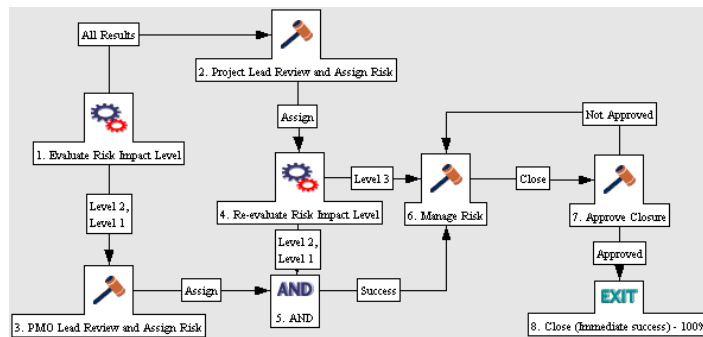 All Results
2. Project Lead Review and Assign Risk
Assign
Not Approved
1. Evaluate Risk Impact Level
Level 3
Close
4. Re-evaluate Risk Impact Level
6. Manage Risk
7. Approve Closure
Level 2,
Level 1
Level 2,
Level 1
Approved
Assign
AND
Success
EXIT
5. AND
3. PMO Lead Review and Assign Risk
8. Close (Immediate success) - 100%